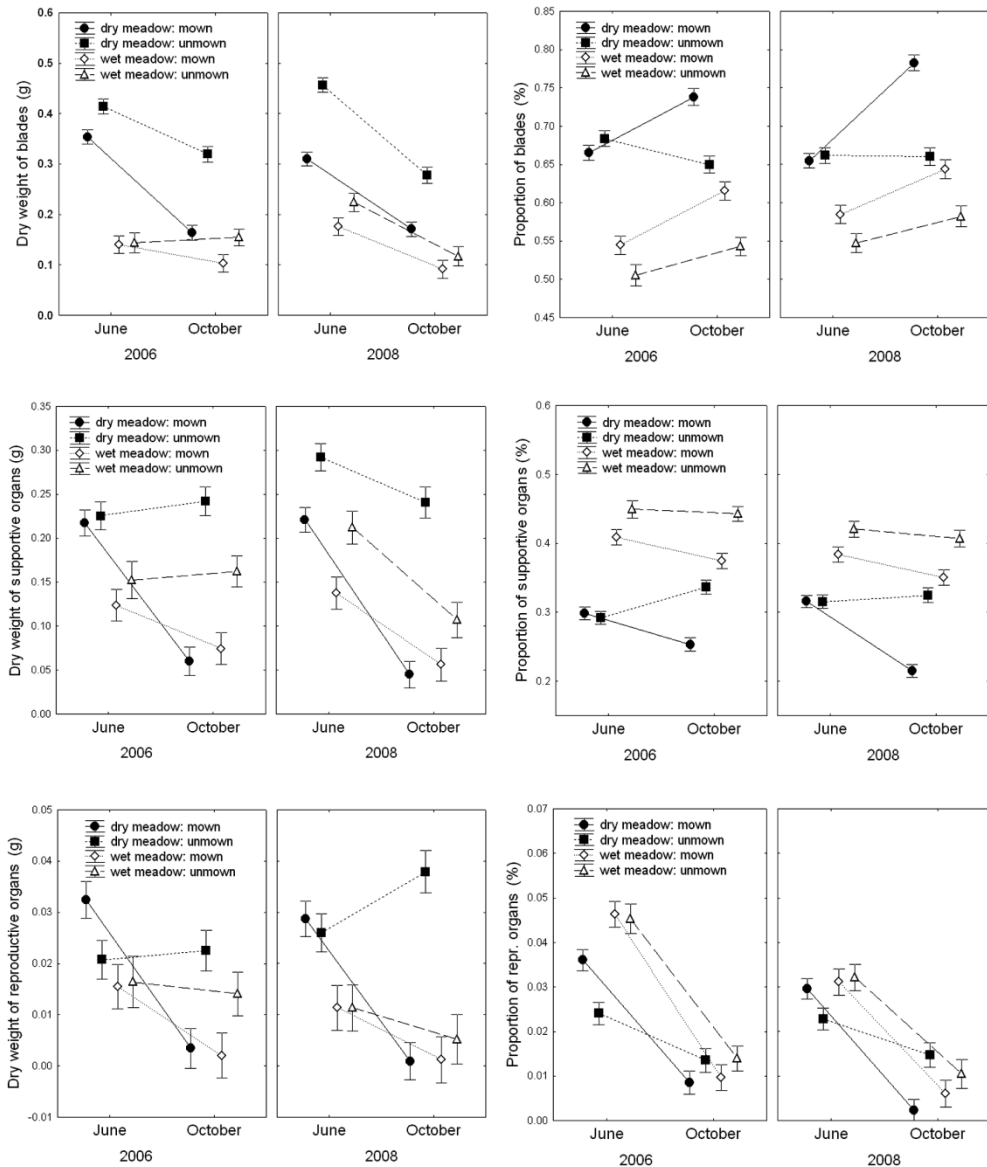 Dry weight of blades (g)
0.6
0.5
0.4
0.3
0.2
0.1
0.0
dry meadow: mown
dry meadow: unmown
wet meadow: mown
wet meadow: unmown
June
October
2006
June
October
2008
Proportion of blades (%)
0.85
0.80
0.75
0.70
0.65
0.60
0.55
0.50
0.45
dry meadow: mown
dry meadow: unmown
wet meadow: mown
wet meadow: unmown
June
October
2006
June
October
2008
Dry weight of s upportive organs (g)
0.35
0.30
0.25
0.20
0.15
0.10
0.05
0.00
dry meadow: mown
dry meadow: unmown
wet meadow: mown
wet meadow: unmown
June
October
2006
June
October
2008
Proportion of supportive organs (%)
0.6
0.5
0.4
0.3
0.2
dry meadow: mown
dry meadow: unmown
wet meadow: mown
wet meadow: unmown
June
October
2006
June
October
2008
Dry weight of reproductive organs (g)
0.05
0.04
0.03
0.02
0.01
0.00
-0.01
dry meadow: mown
dry meadow: unmown
wet meadow: mown
wet meadow: unmown
June
October
2006
June
October
2008
Proportion of repr. organs (%)
0.07
0.06
0.05
0.04
0.03
0.02
0.01
0.00
dry meadow: mown
dry meadow: unmown
wet meadow: mown
wet meadow: unmown
June
October
2006
June
October
2008